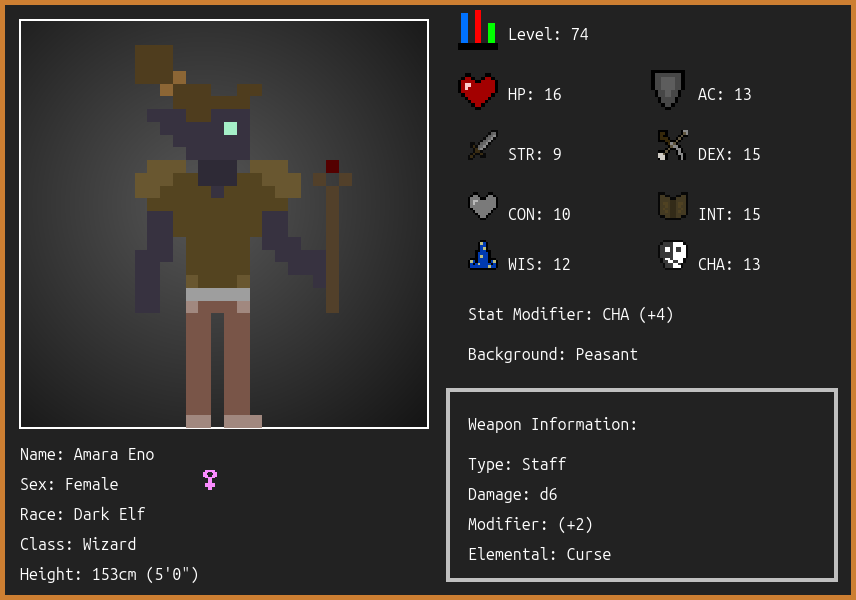 Level: 74
HP: 16
AC: 13
STR: 9
DEX: 15
CON: 10
INT: 15
WIS: 12
CHA: 13
Stat Modifier: CHA (+4)
Background: Peasant
Weapon Information:
Type: Staff
Damage: d6
Modifier: (+2)
Elemental: Curse
Name: Amara Eno
Sex: Female
Race: Dark Elf
Class: Wizard
Height: 153cm (5'0")